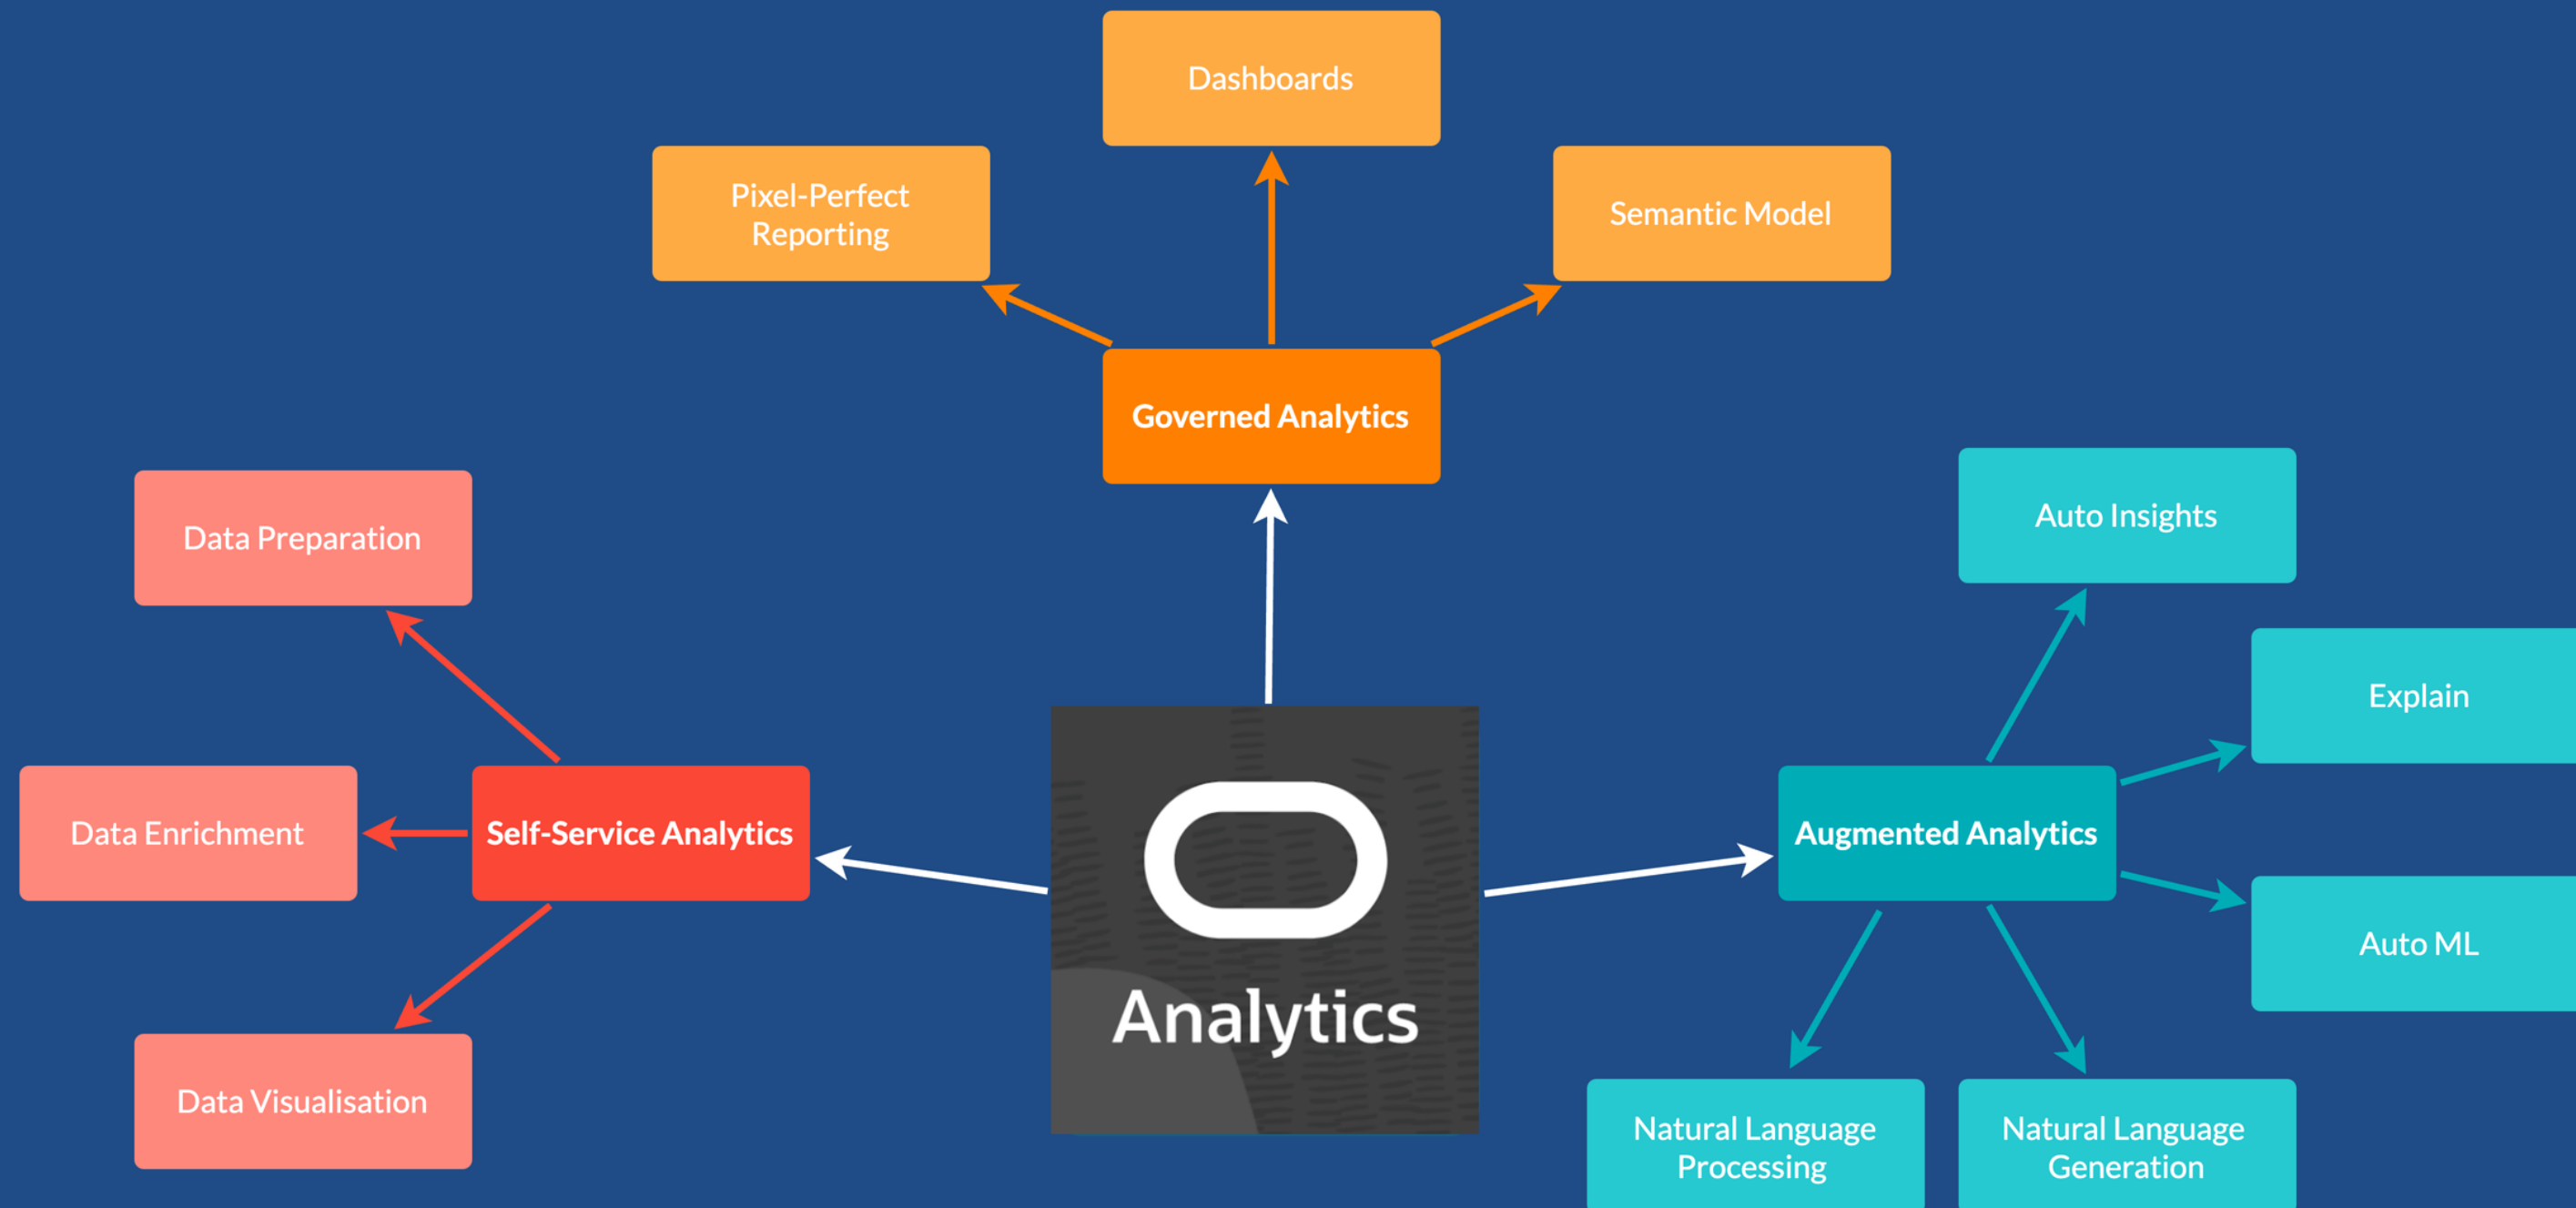 Dashboards
Pixel-Perfect
Reporting
Semantic Model
Governed Analytics
Data Preparation
Auto Insights
Explain
Data Enrichment
Self-Service Analytics
Augmented Analytics
Auto ML
Analytics
Data Visualisation
Natural Language
Processing
Natural Language
Generation